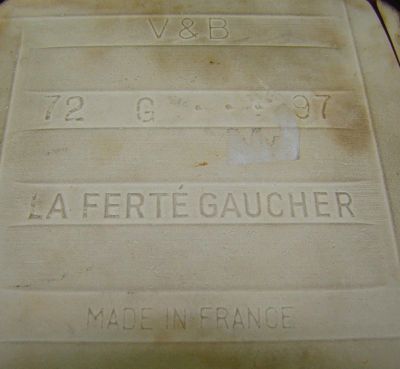 V & B
72 G - - + 97
LA FERTÉ GAUCHER
MADE IN FRANCE